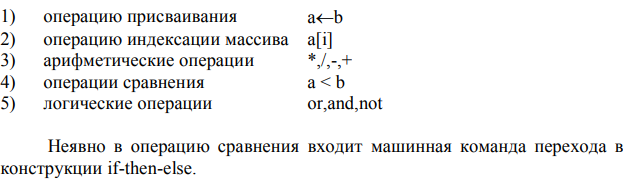 1) операцию присваивания a←b
2) операцию индексации массива a[i]
3) арифметические операции *,/,-,+
4) операции сравнения a < b
5) логические операции or,and,not
Неявно в операцию сравнения входит машинная команда перехода в
конструкции if-then-else.